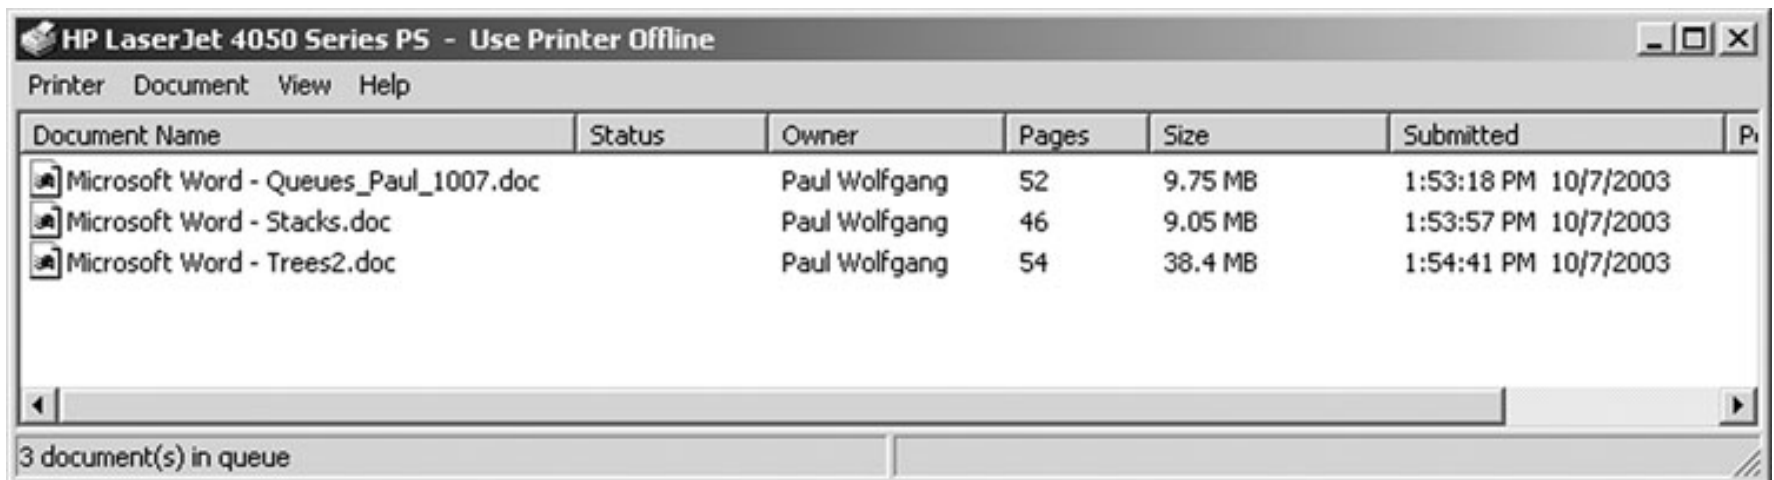 HP LaserJet 4050 Series PS - Use Printer Offline
Printer Document View Help
Document Name Status Owner Pages Size Submitted
Microsoft Word - Queues_Paul_1007.doc Paul Wolfgang 52 9.75 MB 1:53:18 PM 10/7/2003
Microsoft Word - Stacks.doc Paul Wolfgang 46 9.05 MB 1:53:57 PM 10/7/2003
Microsoft Word - Trees2.doc Paul Wolfgang 54 38.4 MB 1:54:41 PM 10/7/2003
3 document(s) in queue